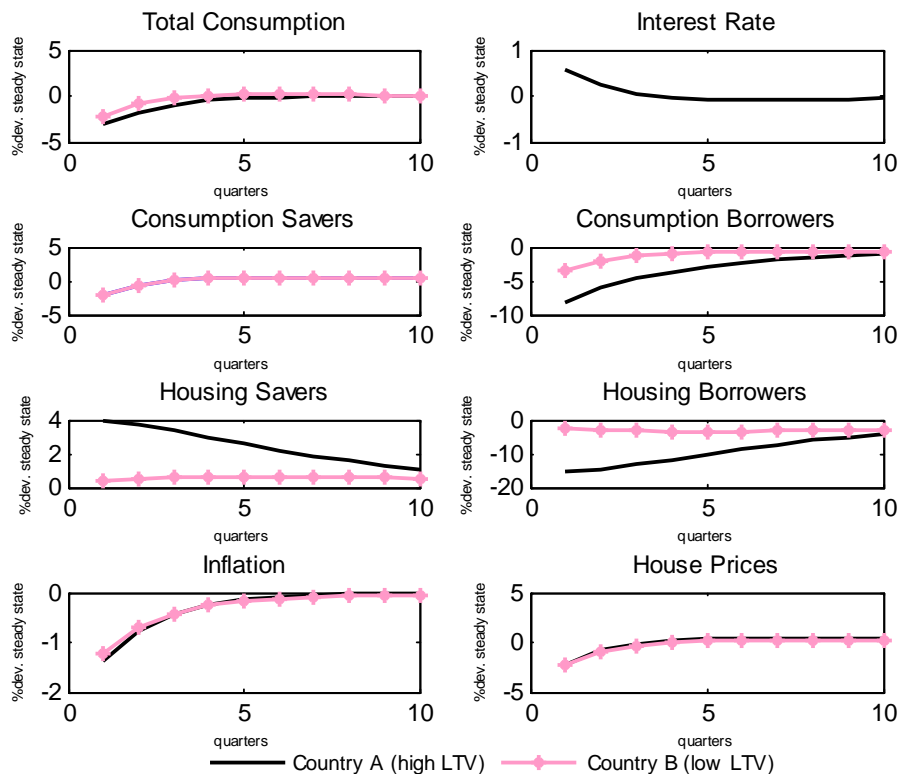 Total Consumption
Interest Rate
%dev. steady state
5
0
-5
0
5
10
quarters
%dev. steady state
1
0
-1
0
5
10
quarters
Consumption Savers
Consumption Borrowers
%dev. steady state
5
0
-5
0
5
10
quarters
%dev. steady state
0
-5
-10
0
5
10
quarters
Housing Savers
Housing Borrowers
%dev. steady state
4
2
0
0
5
10
quarters
%dev. steady state
0
-10
-20
0
5
10
quarters
Inflation
House Prices
%dev. steady state
0
-1
-2
0
5
10
quarters
%dev. steady state
5
0
-5
0
5
10
quarters
Country A (high LTV) Country B (low LTV)